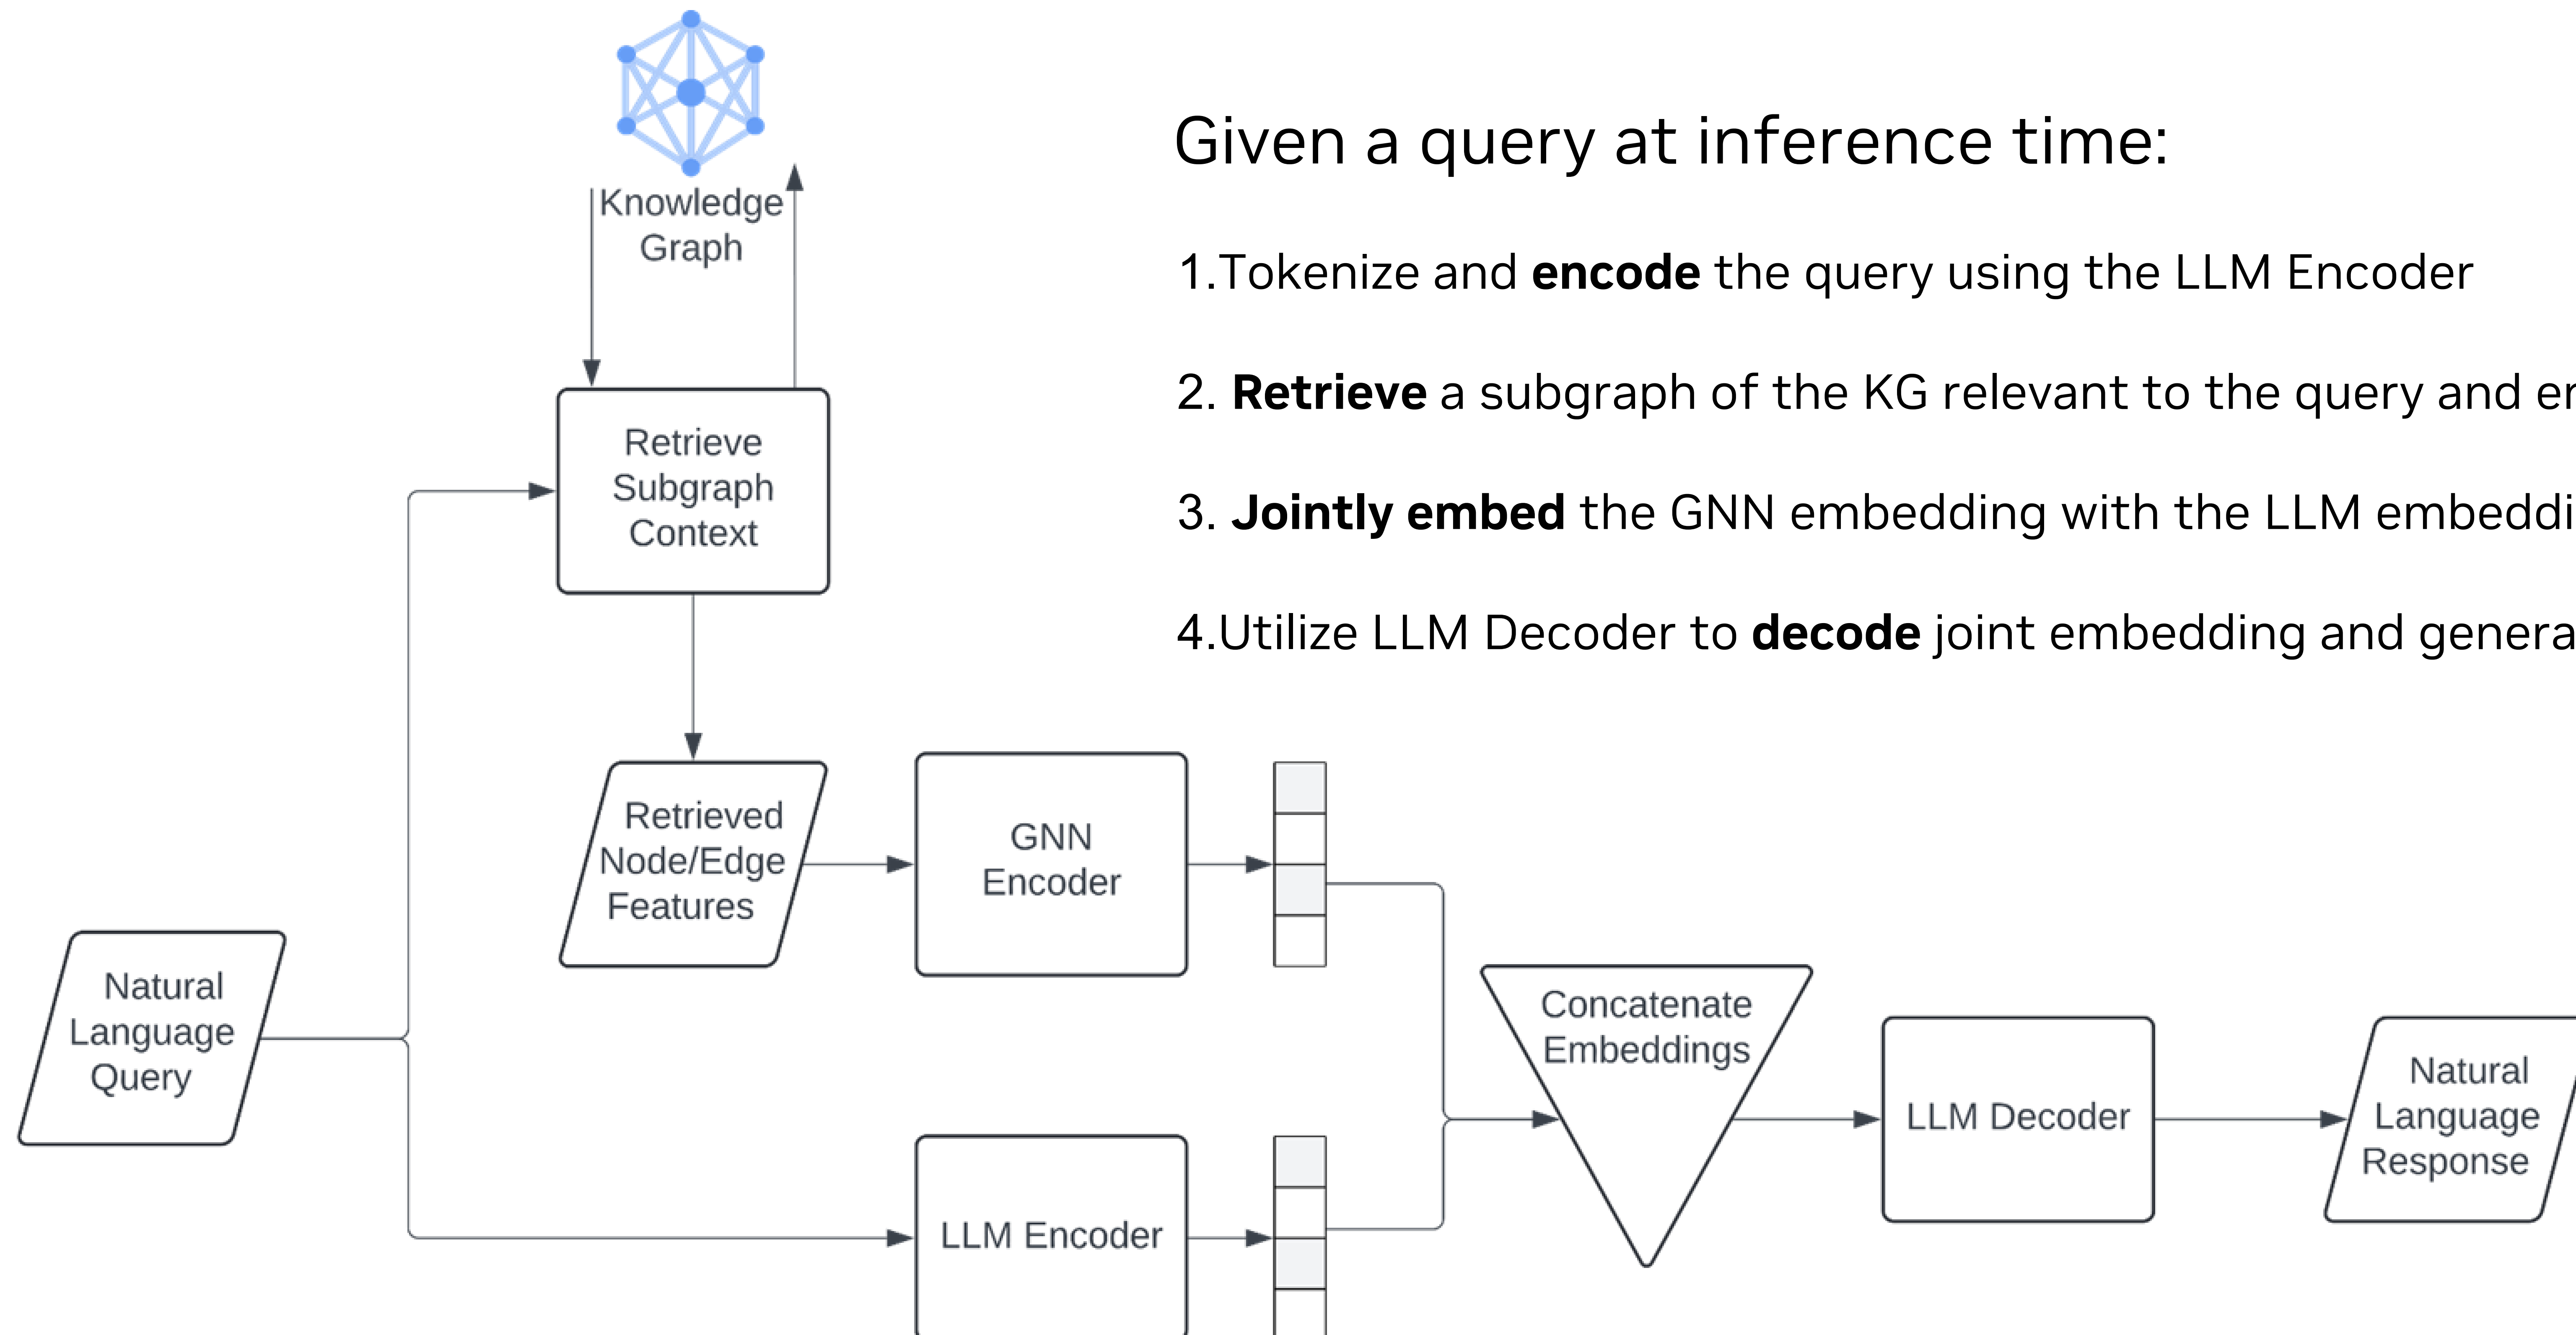 Knowledge
Graph
Given a query at inference time:
1.Tokenize and encode the query using the LLM Encoder
2. Retrieve a subgraph of the KG relevant to the query and
3. Jointly embed the GNN embedding with the LLM
4.Utilize LLM Decoder to decode joint embedding and
Retrieve
Subgraph
Context
Retrieved
Node/Edge
Features
GNN
Encoder
Natural
Language
Query
LLM Encoder
Concatenate
Embeddings
LLM Decoder
Natural
Language
Response